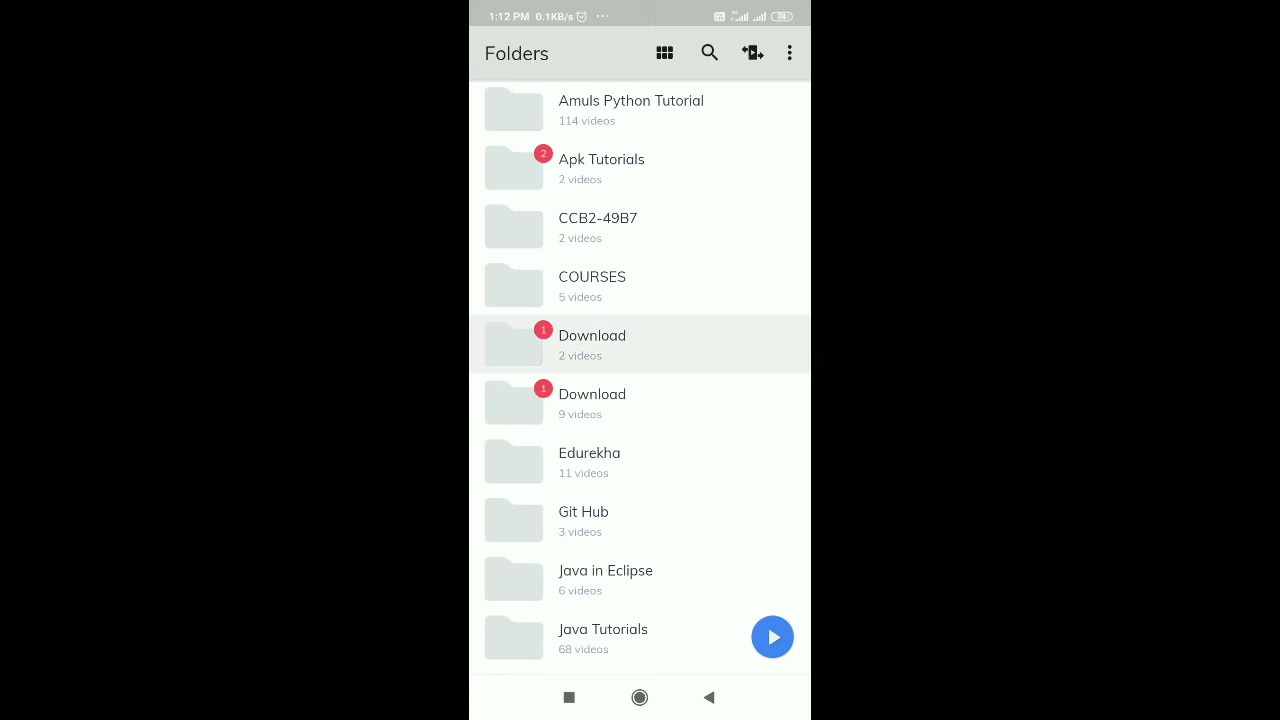 1:12 PM 0.1KB/s ...
74
Folders
Amuls Python Tutorial
114 videos
2
Apk Tutorials
2 videos
CCB2-49B7
2 videos
COURSES
5 videos
1
Download
2 videos
1
Download
9 videos
Edurekha
11 videos
Git Hub
3 videos
Java in Eclipse
6 videos
Java Tutorials
68 videos